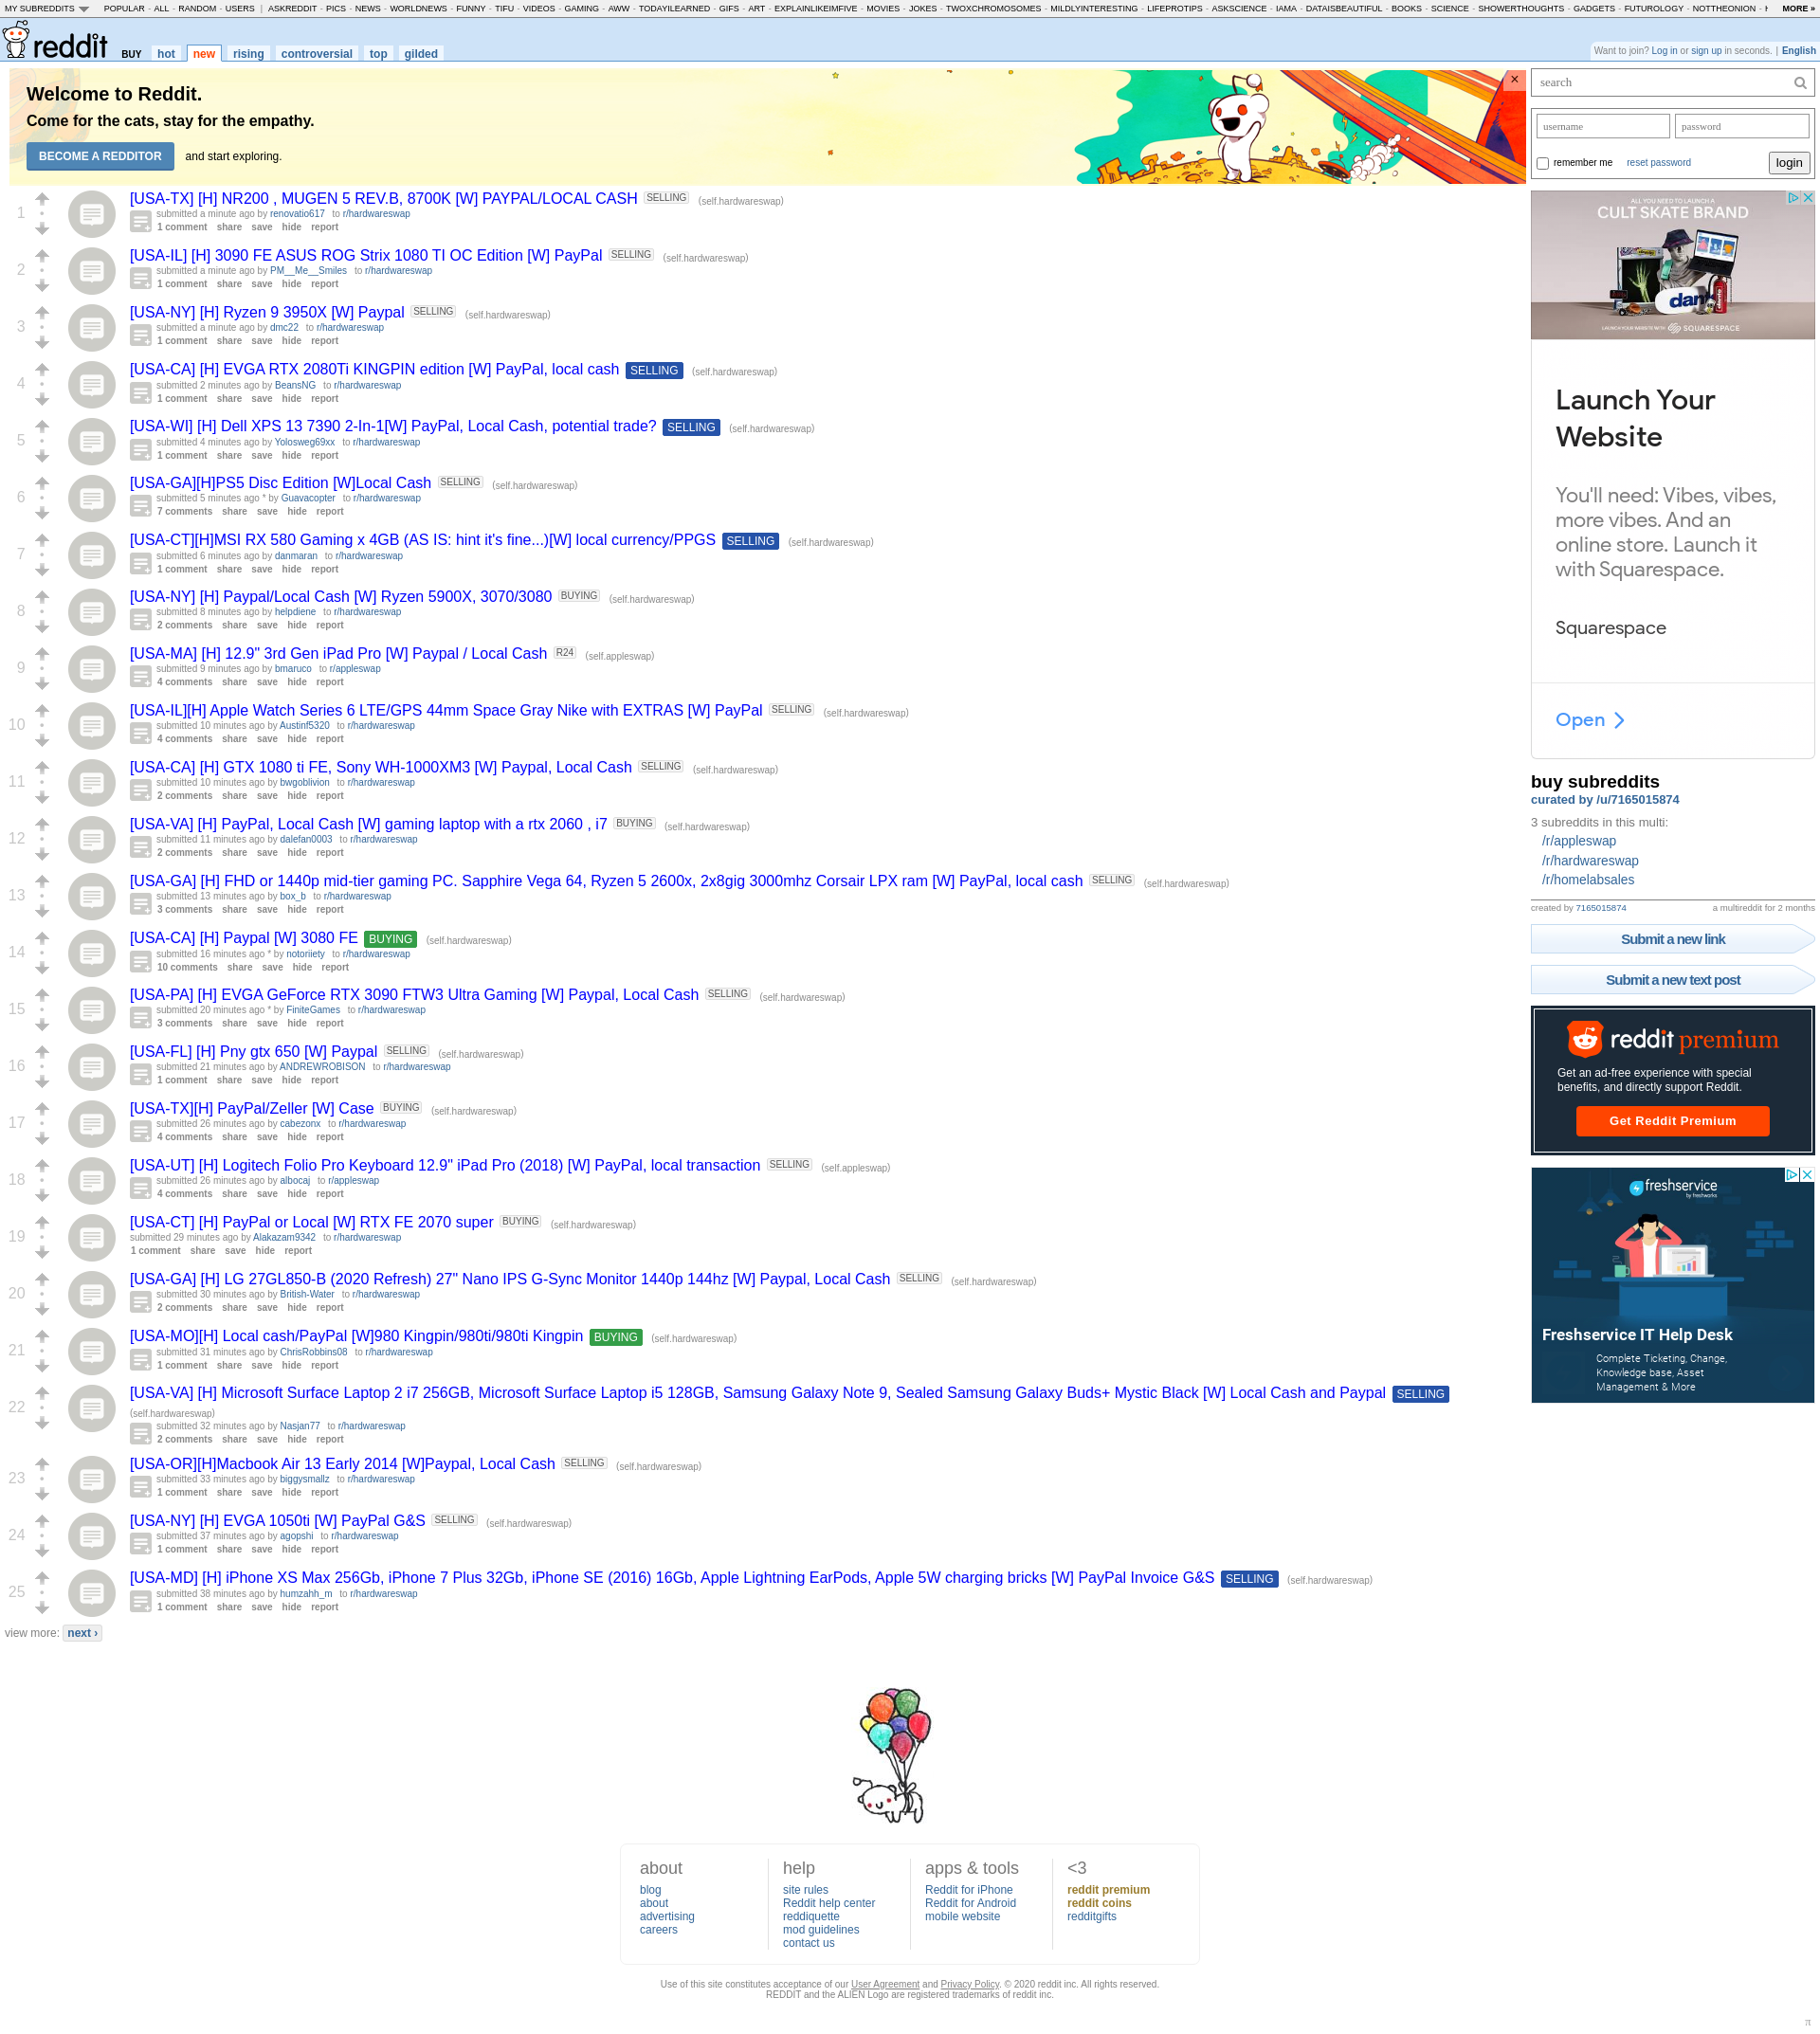 MY SUBREDDITS POPULAR - ALL - RANDOM - USERS | ASKREDDIT - PICS - NEWS - WORLDNEWS - FUNNY - TIFU - VIDEOS - GAMING - AWW - TODAYILEARNED - GIFS - ART - EXPLAINLIKEIMFIVE - MOVIES - JOKES - TWOXCHROMOSOMES - MILDLYINTERESTING - LIFEPROTIPS - ASKSCIENCE - IAMA - DATAISBEAUTIFUL - BOOKS - SCIENCE - SHOWERTHOUGHTS - GADGETS - FUTUROLOGY - NOTTHEONION - MORE »
reddit BUY hot new rising controversial top gilded
Want to join? Log in or sign up in seconds. | English
Welcome to Reddit.
Come for the cats, stay for the empathy.
BECOME A REDDITOR and start exploring.
×
1
[USA-TX] [H] NR200 , MUGEN 5 REV.B, 8700K [W] PAYPAL/LOCAL CASH SELLING (self.hardwareswap)
submitted a minute ago by renovatio617 to r/hardwareswap
1 comment share save hide report
2
[USA-IL] [H] 3090 FE ASUS ROG Strix 1080 TI OC Edition [W] PayPal SELLING (self.hardwareswap)
submitted a minute ago by PM__Me__Smiles to r/hardwareswap
1 comment share save hide report
3
[USA-NY] [H] Ryzen 9 3950X [W] Paypal SELLING (self.hardwareswap)
submitted a minute ago by dmc22 to r/hardwareswap
1 comment share save hide report
4
[USA-CA] [H] EVGA RTX 2080Ti KINGPIN edition [W] PayPal, local cash SELLING (self.hardwareswap)
submitted 2 minutes ago by BeansNG to r/hardwareswap
1 comment share save hide report
5
[USA-WI] [H] Dell XPS 13 7390 2-In-1[W] PayPal, Local Cash, potential trade? SELLING (self.hardwareswap)
submitted 4 minutes ago by Yolosweg69xx to r/hardwareswap
1 comment share save hide report
6
[USA-GA][H]PS5 Disc Edition [W]Local Cash SELLING (self.hardwareswap)
submitted 5 minutes ago * by Guavacopter to r/hardwareswap
7 comments share save hide report
7
[USA-CT][H]MSI RX 580 Gaming x 4GB (AS IS: hint it's fine...)[W] local currency/PPGS SELLING (self.hardwareswap)
submitted 6 minutes ago by danmaran to r/hardwareswap
1 comment share save hide report
8
[USA-NY] [H] Paypal/Local Cash [W] Ryzen 5900X, 3070/3080 BUYING (self.hardwareswap)
submitted 8 minutes ago by helpdiene to r/hardwareswap
2 comments share save hide report
9
[USA-MA] [H] 12.9" 3rd Gen iPad Pro [W] Paypal / Local Cash R24 (self.appleswap)
submitted 9 minutes ago by bmaruco to r/appleswap
4 comments share save hide report
10
[USA-IL][H] Apple Watch Series 6 LTE/GPS 44mm Space Gray Nike with EXTRAS [W] PayPal SELLING (self.hardwareswap)
submitted 10 minutes ago by Austinf5320 to r/hardwareswap
4 comments share save hide report
11
[USA-CA] [H] GTX 1080 ti FE, Sony WH-1000XM3 [W] Paypal, Local Cash SELLING (self.hardwareswap)
submitted 10 minutes ago by bwgoblivion to r/hardwareswap
2 comments share save hide report
12
[USA-VA] [H] PayPal, Local Cash [W] gaming laptop with a rtx 2060 , i7 BUYING (self.hardwareswap)
submitted 11 minutes ago by dalefan0003 to r/hardwareswap
2 comments share save hide report
13
[USA-GA] [H] FHD or 1440p mid-tier gaming PC. Sapphire Vega 64, Ryzen 5 2600x, 2x8gig 3000mhz Corsair LPX ram [W] PayPal, local cash SELLING (self.hardwareswap)
submitted 13 minutes ago by box_b to r/hardwareswap
3 comments share save hide report
14
[USA-CA] [H] Paypal [W] 3080 FE BUYING (self.hardwareswap)
submitted 16 minutes ago * by notoriiety to r/hardwareswap
10 comments share save hide report
15
[USA-PA] [H] EVGA GeForce RTX 3090 FTW3 Ultra Gaming [W] Paypal, Local Cash SELLING (self.hardwareswap)
submitted 20 minutes ago * by FiniteGames to r/hardwareswap
3 comments share save hide report
16
[USA-FL] [H] Pny gtx 650 [W] Paypal SELLING (self.hardwareswap)
submitted 21 minutes ago by ANDREWROBISON to r/hardwareswap
1 comment share save hide report
17
[USA-TX][H] PayPal/Zeller [W] Case BUYING (self.hardwareswap)
submitted 26 minutes ago by cabezonx to r/hardwareswap
4 comments share save hide report
18
[USA-UT] [H] Logitech Folio Pro Keyboard 12.9" iPad Pro (2018) [W] PayPal, local transaction SELLING (self.appleswap)
submitted 26 minutes ago by albocaj to r/appleswap
4 comments share save hide report
19
[USA-CT] [H] PayPal or Local [W] RTX FE 2070 super BUYING (self.hardwareswap)
submitted 29 minutes ago by Alakazam9342 to r/hardwareswap
1 comment share save hide report
20
[USA-GA] [H] LG 27GL850-B (2020 Refresh) 27" Nano IPS G-Sync Monitor 1440p 144hz [W] Paypal, Local Cash SELLING (self.hardwareswap)
submitted 30 minutes ago by British-Water to r/hardwareswap
2 comments share save hide report
21
[USA-MO][H] Local cash/PayPal [W]980 Kingpin/980ti/980ti Kingpin BUYING (self.hardwareswap)
submitted 31 minutes ago by ChrisRobbins08 to r/hardwareswap
1 comment share save hide report
22
[USA-VA] [H] Microsoft Surface Laptop 2 i7 256GB, Microsoft Surface Laptop i5 128GB, Samsung Galaxy Note 9, Sealed Samsung Galaxy Buds+ Mystic Black [W] Local Cash and Paypal SELLING
(self.hardwareswap)
submitted 32 minutes ago by Nasjan77 to r/hardwareswap
2 comments share save hide report
23
[USA-OR][H]Macbook Air 13 Early 2014 [W]Paypal, Local Cash SELLING (self.hardwareswap)
submitted 33 minutes ago by biggysmallz to r/hardwareswap
1 comment share save hide report
24
[USA-NY] [H] EVGA 1050ti [W] PayPal G&S SELLING (self.hardwareswap)
submitted 37 minutes ago by agopshi to r/hardwareswap
1 comment share save hide report
25
[USA-MD] [H] iPhone XS Max 256Gb, iPhone 7 Plus 32Gb, iPhone SE (2016) 16Gb, Apple Lightning EarPods, Apple 5W charging bricks [W] PayPal Invoice G&S SELLING (self.hardwareswap)
submitted 38 minutes ago by humzahh_m to r/hardwareswap
1 comment share save hide report
view more: next ›
search
username password
remember me reset password login
ALL YOU NEED TO LAUNCH A
CULT SKATE BRAND
dam
LAUNCH YOUR WEBSITE WITH SQUARESPACE
Launch Your
Website
You'll need: Vibes, vibes,
more vibes. And an
online store. Launch it
with Squarespace.
Squarespace
Open
buy subreddits
curated by /u/7165015874
3 subreddits in this multi:
/r/appleswap
/r/hardwareswap
/r/homelabsales
created by 7165015874 a multireddit for 2 months
Submit a new link
Submit a new text post
reddit premium
Get an ad-free experience with special
benefits, and directly support Reddit.
Get Reddit Premium
freshservice
by freshworks
Freshservice IT Help Desk
Complete Ticketing, Change,
Knowledge base, Asset
Management & More
about
blog
about
advertising
careers
help
site rules
Reddit help center
reddiquette
mod guidelines
contact us
apps & tools
Reddit for iPhone
Reddit for Android
mobile website
<3
reddit premium
reddit coins
redditgifts
Use of this site constitutes acceptance of our User Agreement and Privacy Policy. © 2020 reddit inc. All rights reserved.
REDDIT and the ALIEN Logo are registered trademarks of reddit inc.
π